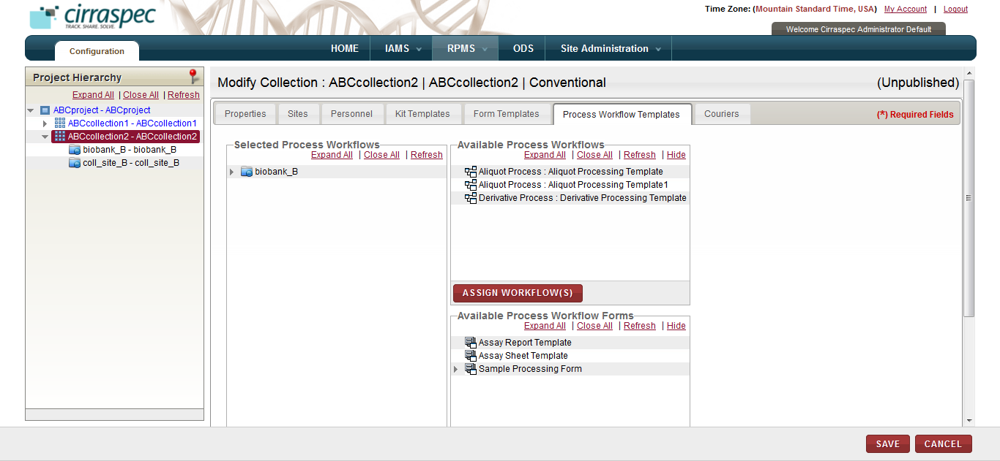 cirraspec
TRACK. SHARE. SOLVE.
Time Zone: (Mountain Standard Time, USA) My Account | Logout
Welcome Cirraspec Administrator Default
Configuration
HOME IAMS RPMS ODS Site Administration
Project Hierarchy
Expand All | Close All | Refresh
ABCproject - ABCproject
ABCcollection1 - ABCcollection1
ABCcollection2 - ABCcollection2
biobank_B - biobank_B
coll_site_B - coll_site_B
Modify Collection : ABCcollection2 | ABCcollection2 | Conventional (Unpublished)
Properties Sites Personnel Kit Templates Form Templates Process Workflow Templates Couriers (*) Required Fields
Selected Process Workflows
Expand All | Close All | Refresh
biobank_B
Available Process Workflows
Expand All | Close All | Refresh | Hide
Aliquot Process : Aliquot Processing Template
Aliquot Process : Aliquot Processing Template1
Derivative Process : Derivative Processing Template
ASSIGN WORKFLOW(S)
Available Process Workflow Forms
Expand All | Close All | Refresh | Hide
Assay Report Template
Assay Sheet Template
Sample Processing Form
SAVE CANCEL